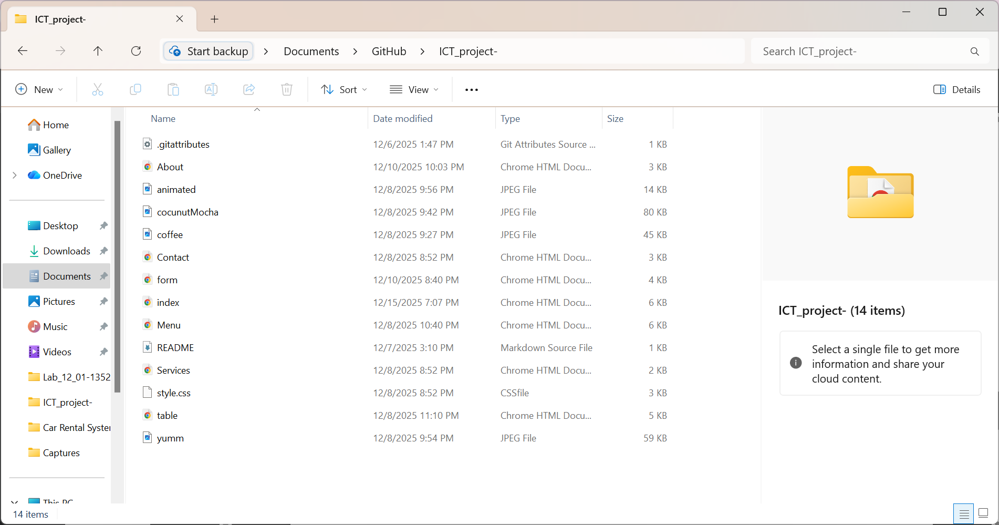 ICT_project-
Start backup > Documents > GitHub > ICT_project-
Search ICT_project-
New
Sort
View
Details
Home
Gallery
OneDrive
Desktop
Downloads
Documents
Pictures
Music
Videos
Lab_12_01-1352
ICT_project-
Car Rental Syster
Captures
This PC
Name Date modified Type Size
.gitattributes 12/6/2025 1:47 PM Git Attributes Source ... 1 KB
About 12/10/2025 10:03 PM Chrome HTML Docu... 3 KB
animated 12/8/2025 9:56 PM JPEG File 14 KB
cocunutMocha 12/8/2025 9:42 PM JPEG File 80 KB
coffee 12/8/2025 9:27 PM JPEG File 45 KB
Contact 12/8/2025 8:52 PM Chrome HTML Docu... 3 KB
form 12/10/2025 8:40 PM Chrome HTML Docu... 4 KB
index 12/15/2025 7:07 PM Chrome HTML Docu... 6 KB
Menu 12/8/2025 10:40 PM Chrome HTML Docu... 6 KB
README 12/7/2025 3:10 PM Markdown Source File 1 KB
Services 12/8/2025 8:52 PM Chrome HTML Docu... 2 KB
style.css 12/8/2025 8:52 PM CSSfile 3 KB
table 12/8/2025 11:10 PM Chrome HTML Docu... 5 KB
yumm 12/8/2025 9:54 PM JPEG File 59 KB
ICT_project- (14 items)
Select a single file to get more
information and share your
cloud content.
14 items